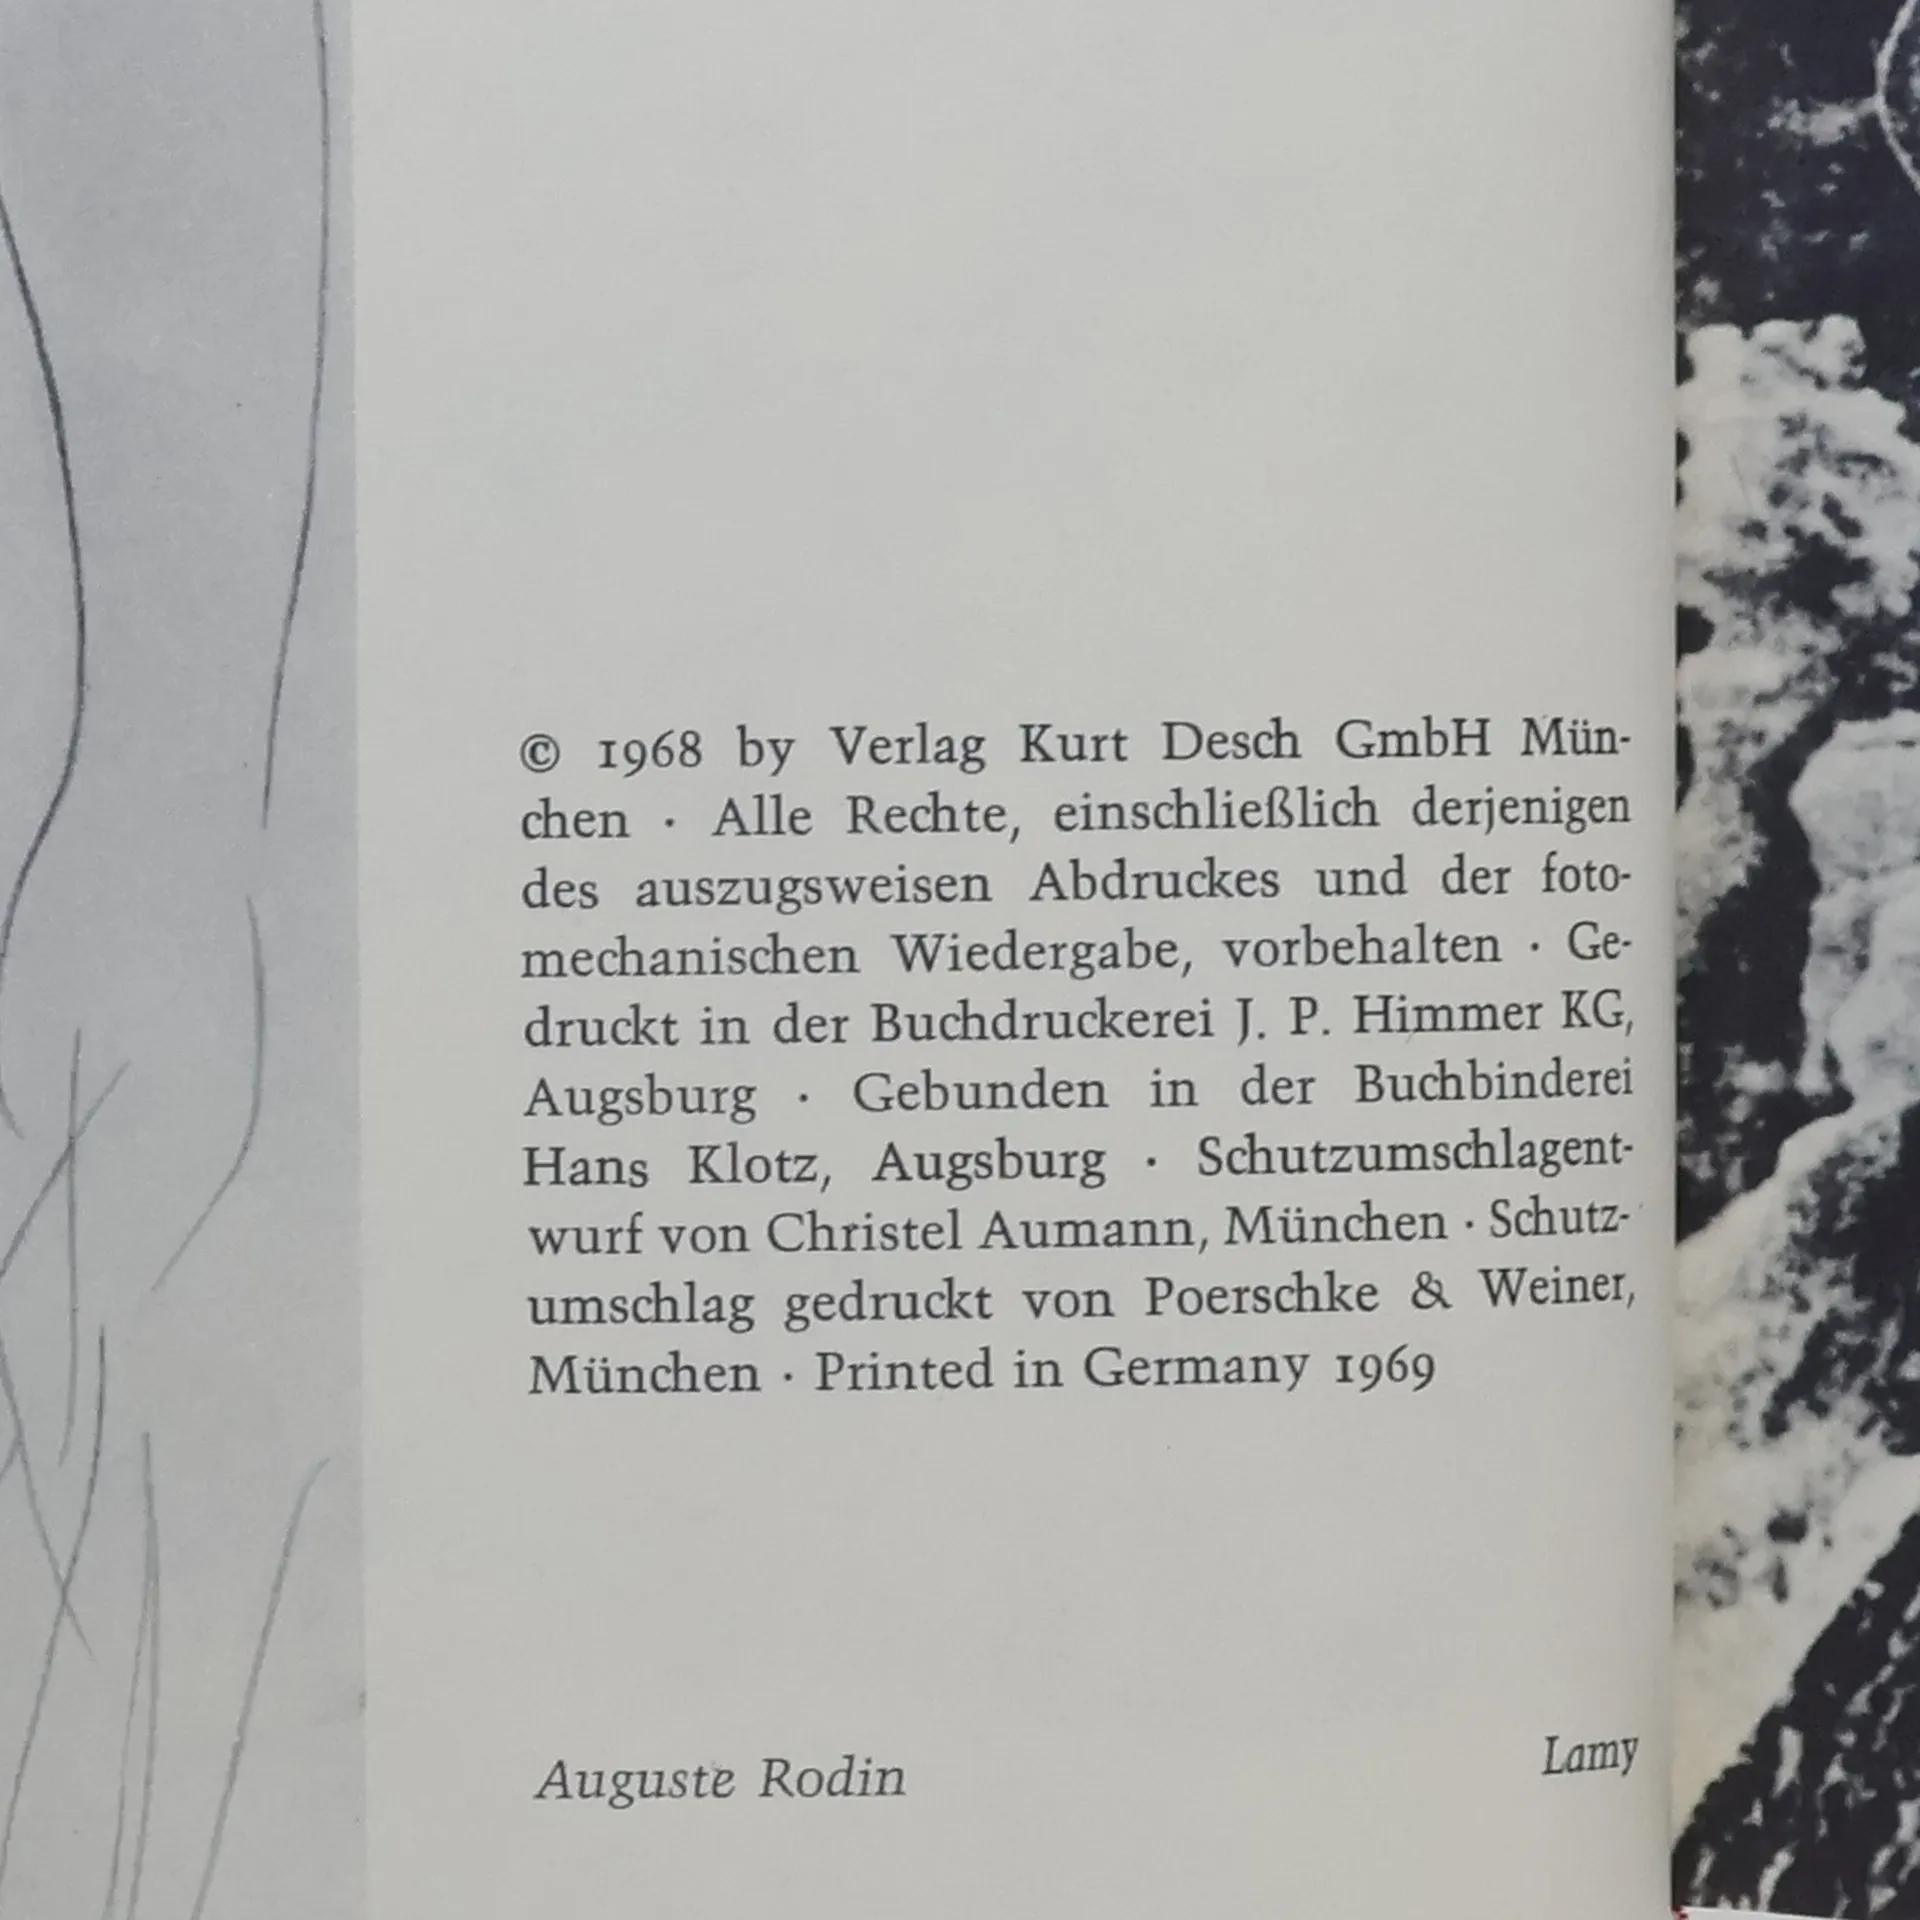 © 1968 by Verlag Kurt Desch GmbH Mün-
chen · Alle Rechte, einschließlich derjenigen
des auszugsweisen Abdruckes und der foto-
mechanischen Wiedergabe, vorbehalten · Ge-
druckt in der Buchdruckerei J. P. Himmer KG,
Augsburg · Gebunden in der Buchbinderei
Hans Klotz, Augsburg · Schutzumschlagent-
wurf von Christel Aumann, München · Schutz-
umschlag gedruckt von Poerschke & Weiner,
München · Printed in Germany 1969
Auguste Rodin
Lamy